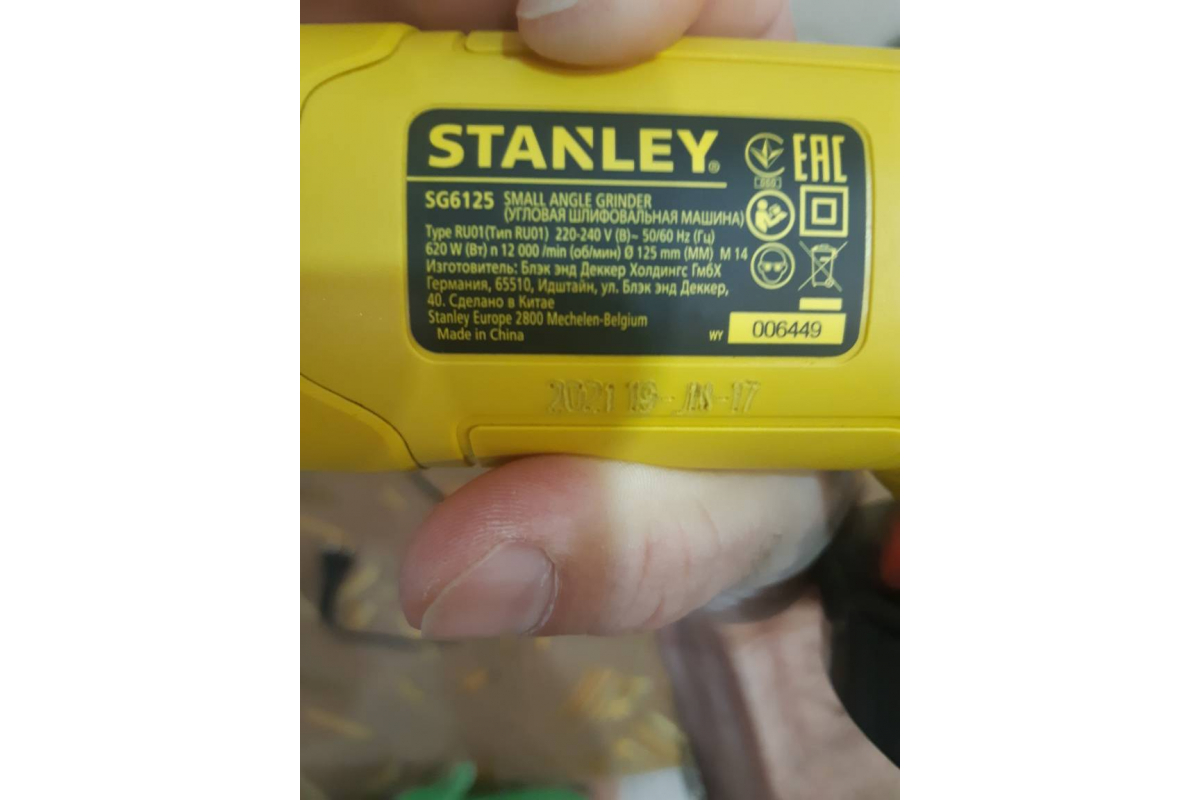 STANLEY®
EAC
SG6125 SMALL ANGLE GRINDER
(УГЛОВАЯ ШЛИФОВАЛЬНАЯ МАШИНА)
Type RU01(Тип RU01) 220-240 V (В)~ 50/60 Hz (Гц)
620 W (Вт) n 12 000 /min (об/мин) Ø 125 mm (ММ) M 14
Изготовитель: Блэк энд Деккер Холдингс ГмбХ
Германия, 65510, Идштайн, ул. Блэк энд Деккер,
40. Сделано в Китае
Stanley Europe 2800 Mechelen-Belgium
Made in China
WY 006449
2021 19-
-17